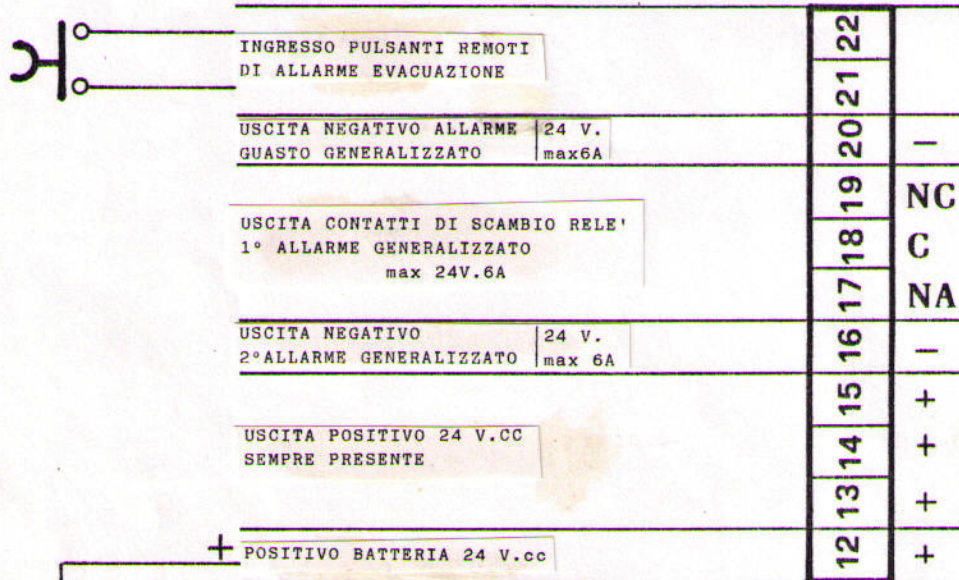 INGRESSO PULSANTI REMOTI
DI ALLARME EVACUAZIONE
22
21
USCITA NEGATIVO ALLARME 24 V.
GUASTO GENERALIZZATO max6A
20 −
19 NC
USCITA CONTATTI DI SCAMBIO RELE'
1° ALLARME GENERALIZZATO
max 24V.6A
18 C
17 NA
USCITA NEGATIVO 24 V.
2°ALLARME GENERALIZZATO max 6A
16 −
15 +
USCITA POSITIVO 24 V.CC
SEMPRE PRESENTE
14 +
13 +
+ POSITIVO BATTERIA 24 V.cc
12 +